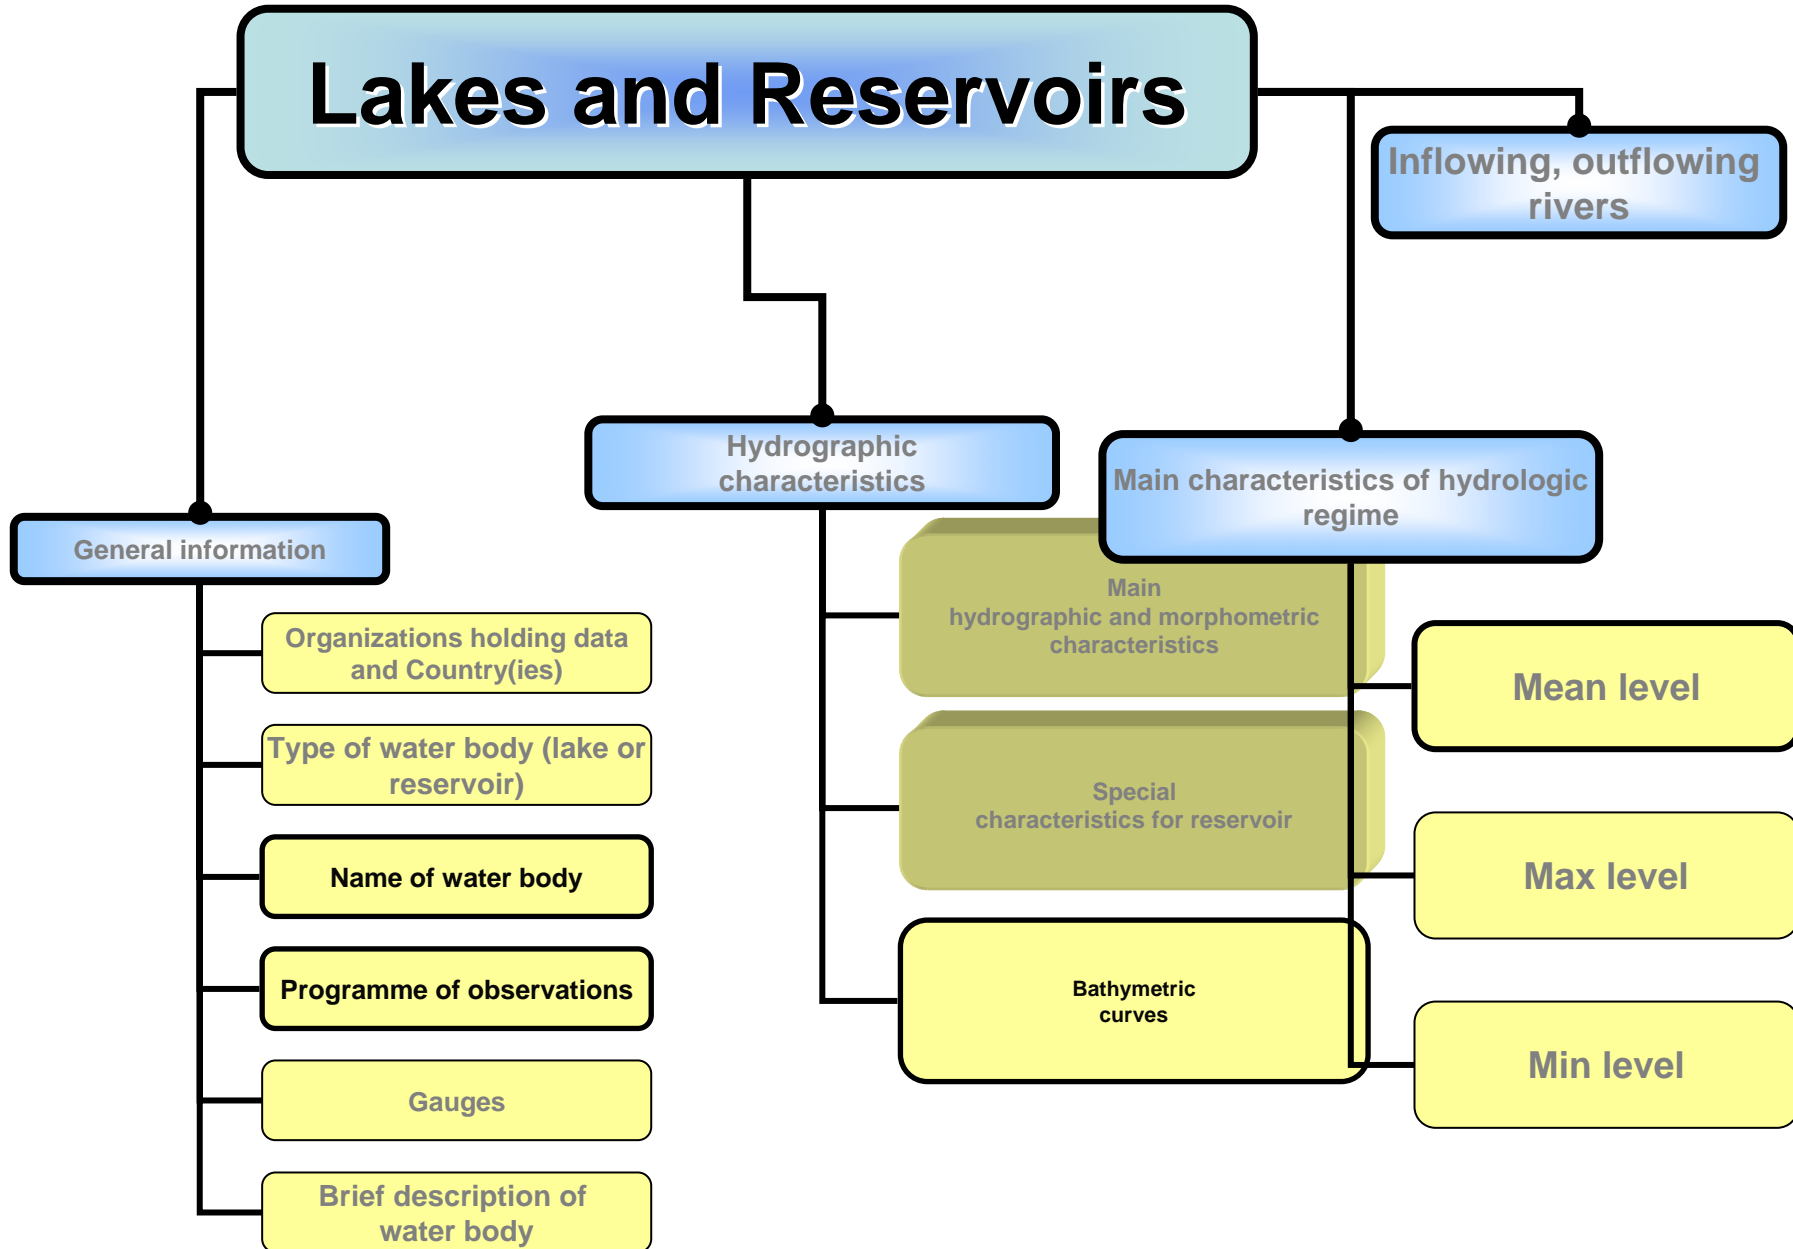 Lakes and Reservoirs
Inflowing, outflowing
rivers
Hydrographic
characteristics
Main characteristics of hydrologic
regime
General information
Organizations holding data
and Country(ies)
Type of water body (lake or
reservoir)
Name of water body
Programme of observations
Gauges
Brief description of
water body
Main
hydrographic and morphometric
characteristics
Special
characteristics for reservoir
Bathymetric
curves
Mean level
Max level
Min level